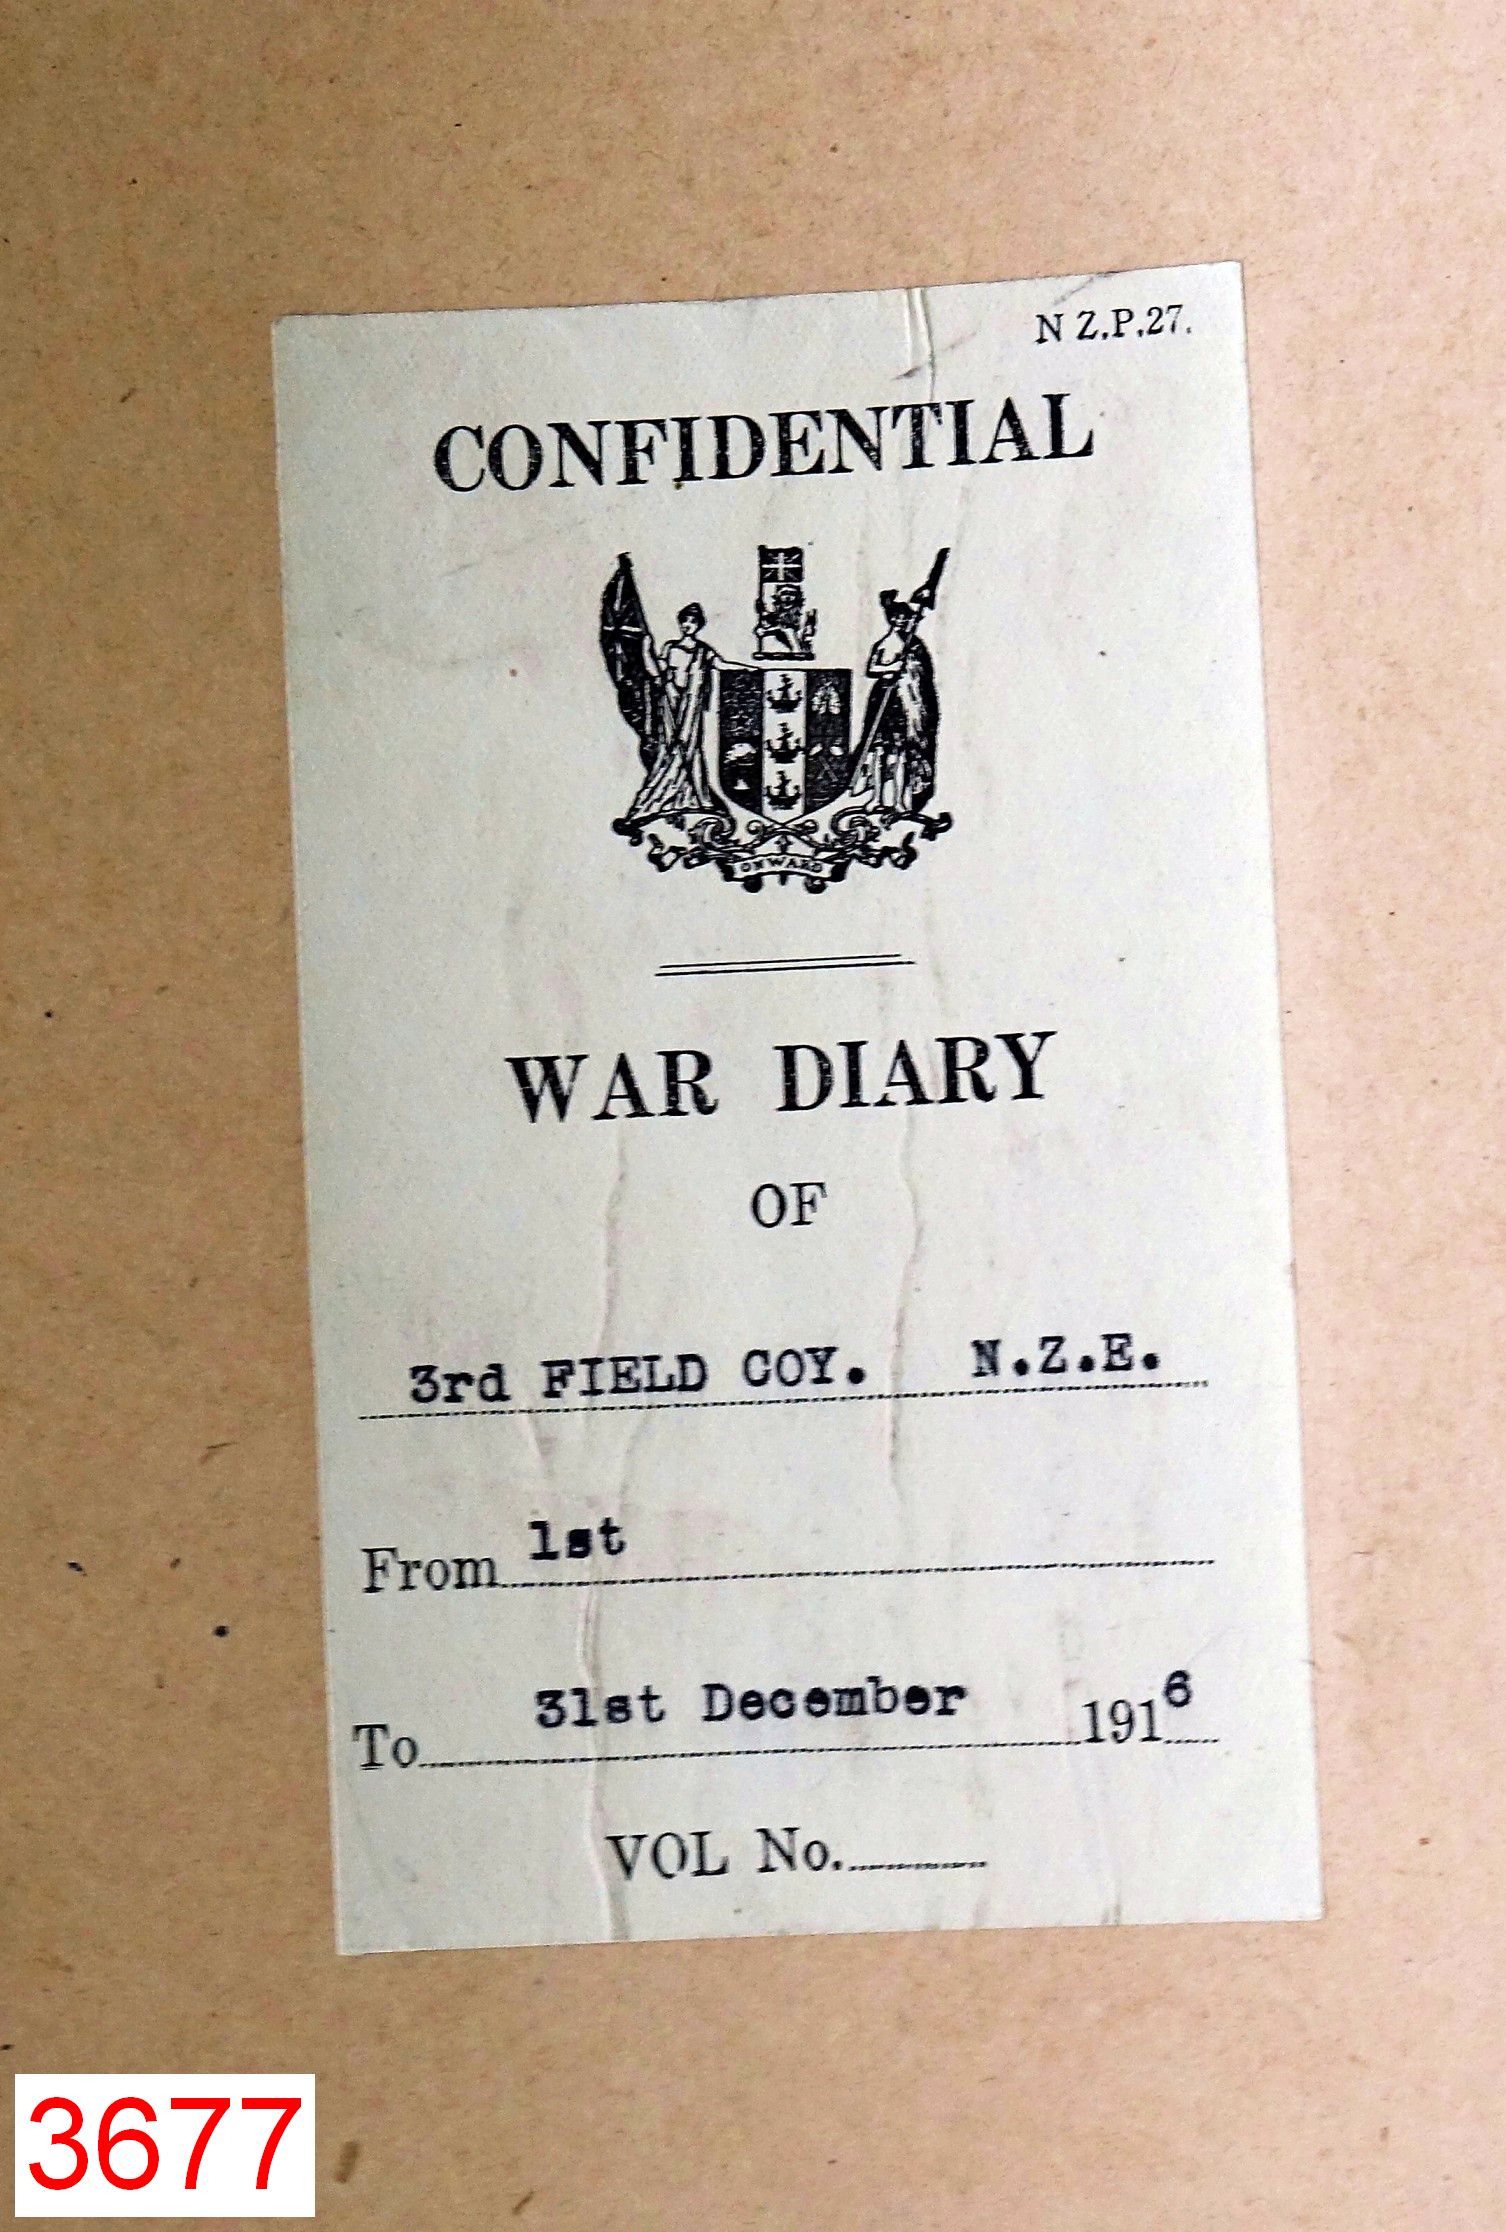 N Z.P.27.
CONFIDENTIAL
ONWARD
WAR DIARY
OF
3rd FIELD COY. N.Z.E.
From 1st
To 31st December 1916
VOL No.
3677